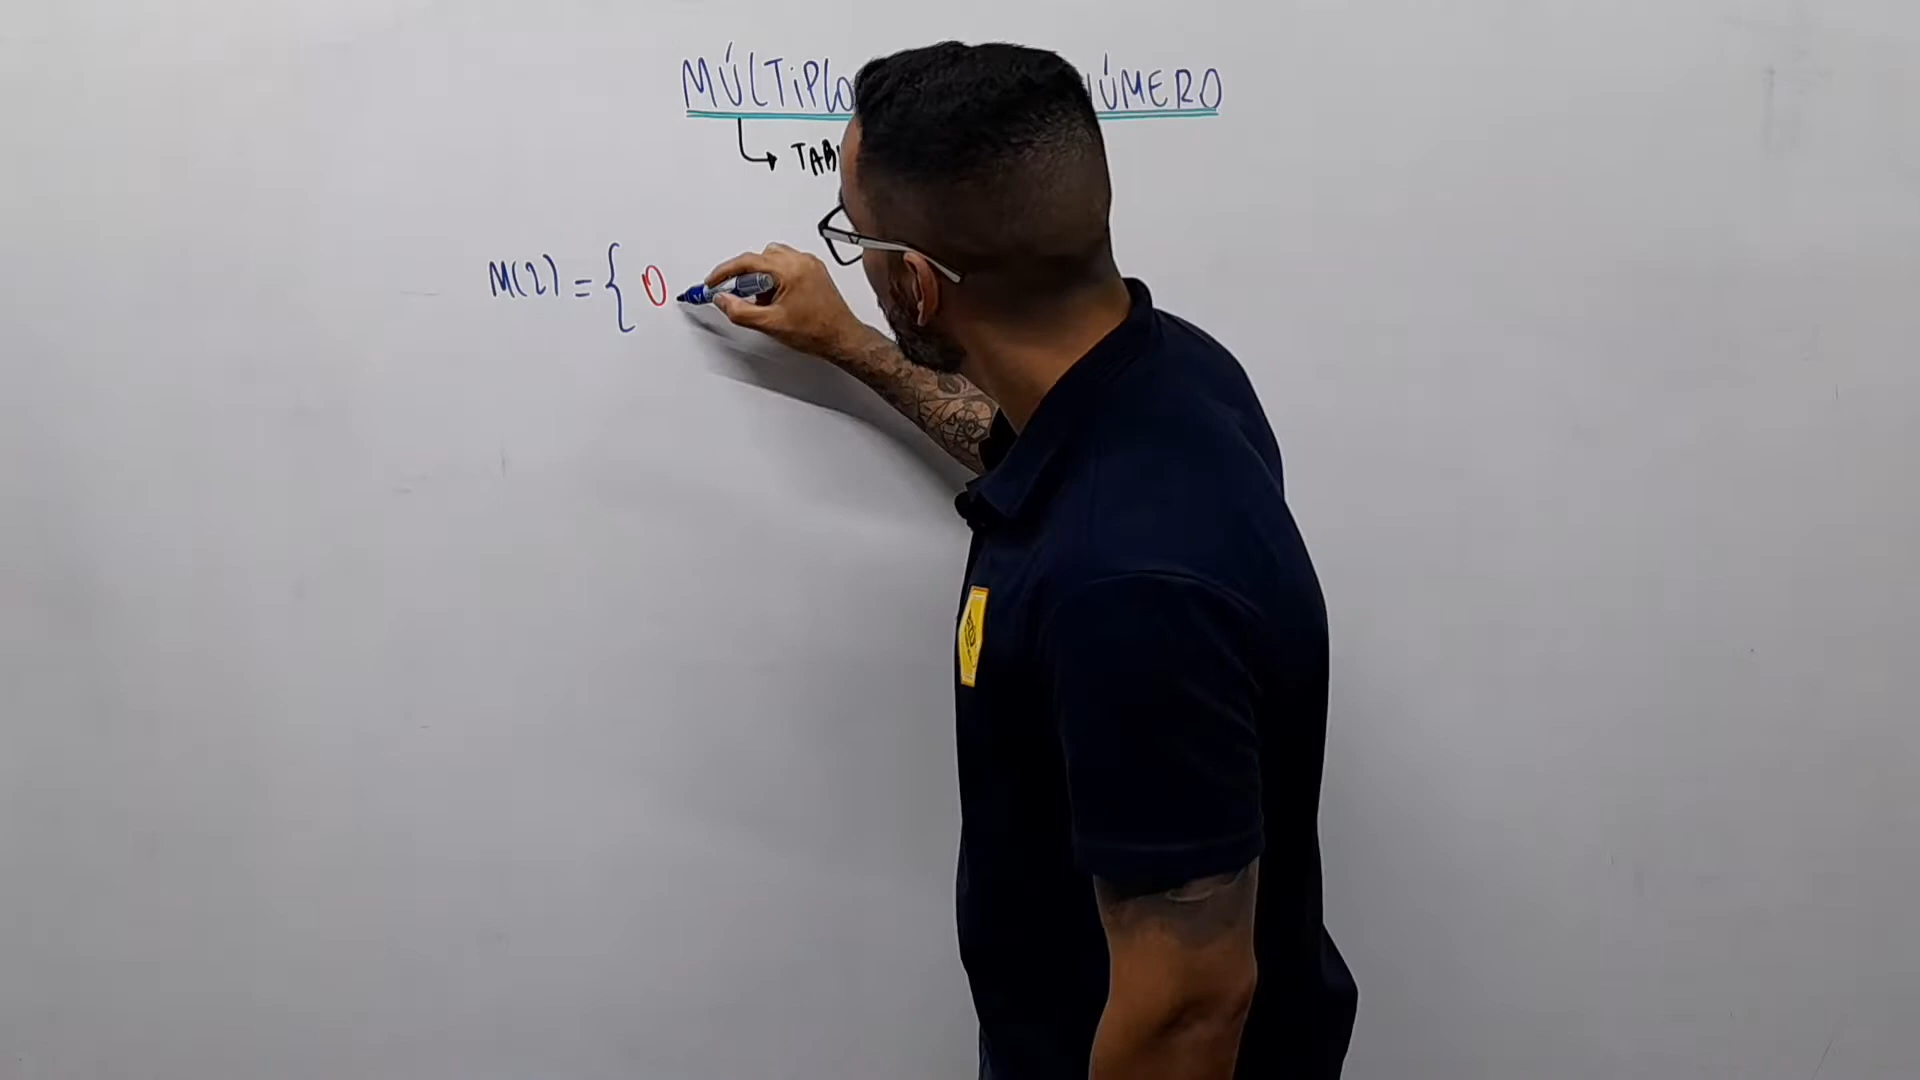 MÚLTIPLO ÚMERO
TAB
M(2) = { 0